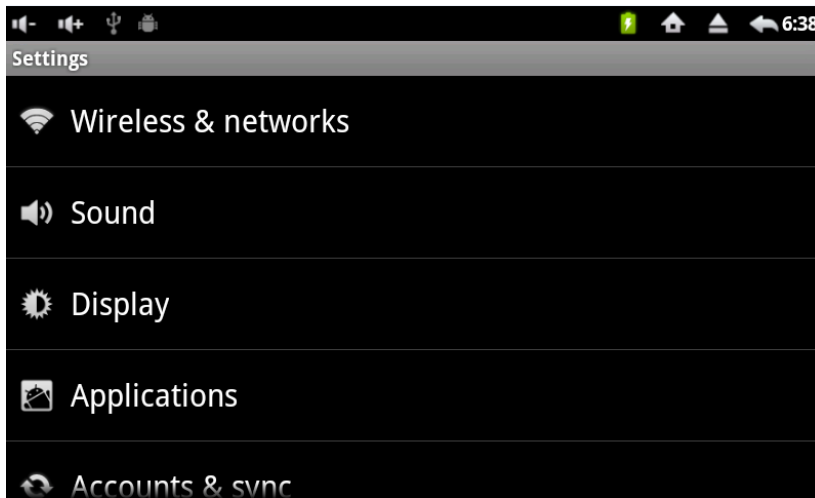 6:38
Settings
Wireless & networks
Sound
Display
Applications
Accounts & sync